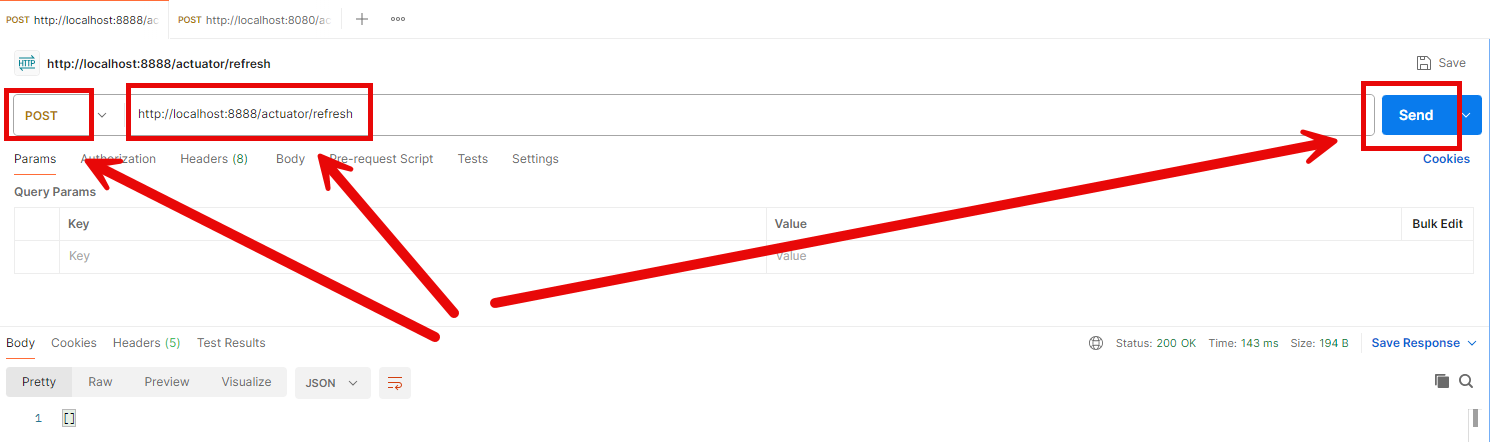 POST http://localhost:8888/ac POST http://localhost:8080/ac
HTTP http://localhost:8888/actuator/refresh Save
POST http://localhost:8888/actuator/refresh Send
Params Authorization Headers (8) Body Pre-request Script Tests Settings Cookies
Query Params
Key Value Bulk Edit
Key Value
Body Cookies Headers (5) Test Results Status: 200 OK Time: 143 ms Size: 194 B Save Response
Pretty Raw Preview Visualize JSON
1 []